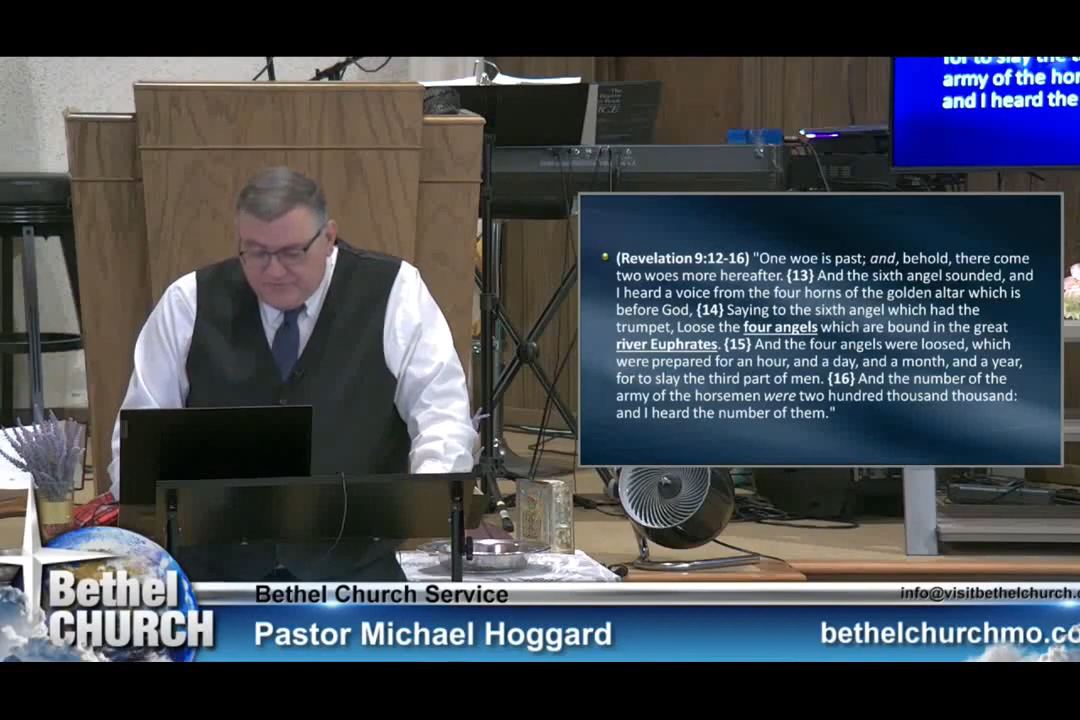 for to slay the
army of the hor
and I heard the
(Revelation 9:12-16) "One woe is past; and, behold, there come
two woes more hereafter. {13} And the sixth angel sounded, and
I heard a voice from the four horns of the golden altar which is
before God, {14} Saying to the sixth angel which had the
trumpet, Loose the four angels which are bound in the great
river Euphrates. {15} And the four angels were loosed, which
were prepared for an hour, and a day, and a month, and a year,
for to slay the third part of men. {16} And the number of the
army of the horsemen were two hundred thousand thousand:
and I heard the number of them."
Bethel
CHURCH
Bethel Church Service
info@visitbethelchurch.
Pastor Michael Hoggard
bethelchurchmo.co